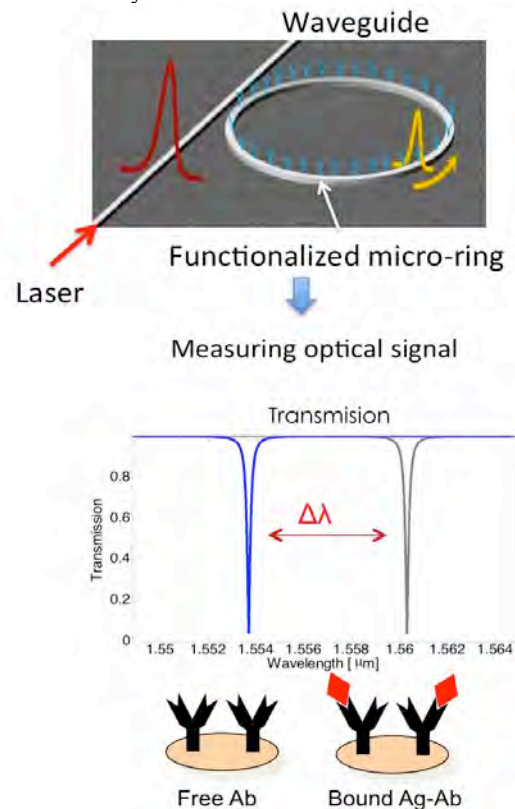 Waveguide
Functionalized micro-ring
Laser
Measuring optical signal
Transmision
Δλ
Transmission
0.8
0.6
0.4
0.2
0
1.55 1.552 1.554 1.556 1.558 1.56 1.562 1.564
Wavelength [ μm]
Free Ab Bound Ag-Ab